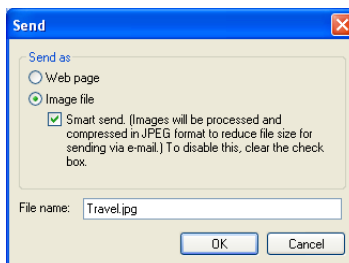 Send
Send as
Web page
Image file
Smart send. (Images will be processed and
compressed in JPEG format to reduce file size for
sending via e-mail.) To disable this, clear the check
box.
File name: Travel.jpg
OK Cancel